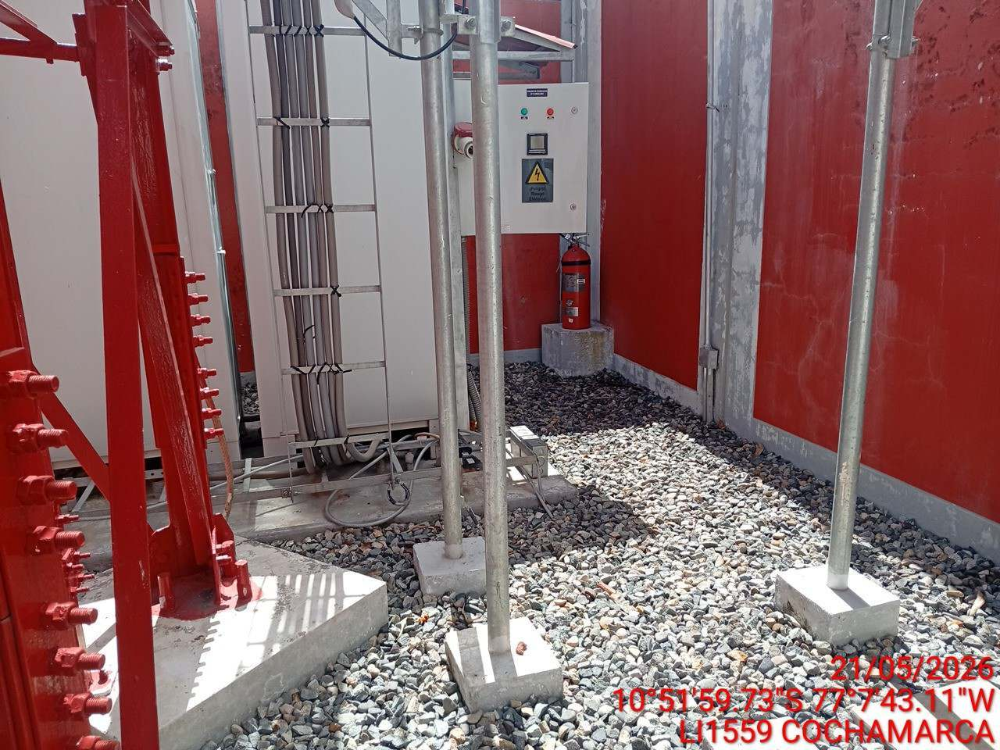 ¡Peligro!
Riesgo
Eléctrico
21/05/2026
10°51'59.73"S 77°7'43.11"W
LI1559 COCHAMARCA